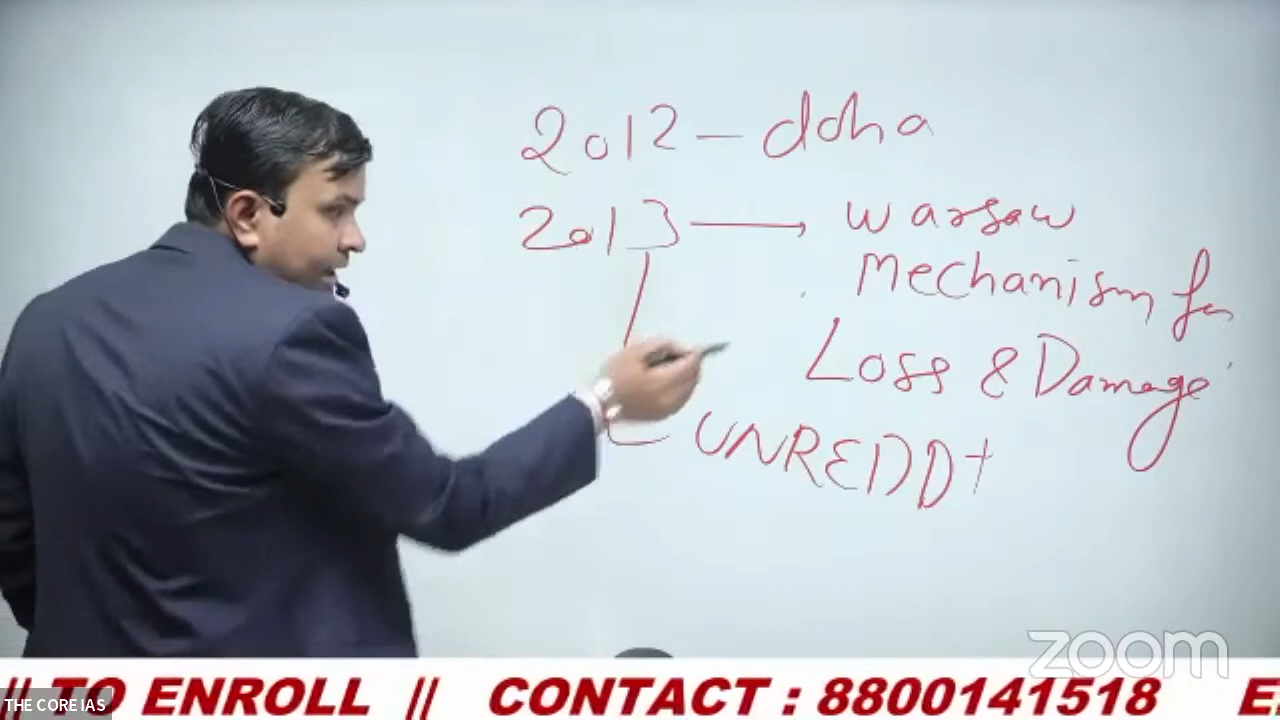 2012 - doha
2013 → Warsaw
Mechanism for
Loss & Damage
UNREDD+
zoom
|| TO ENROLL || CONTACT : 8800141518
THE CORE IAS